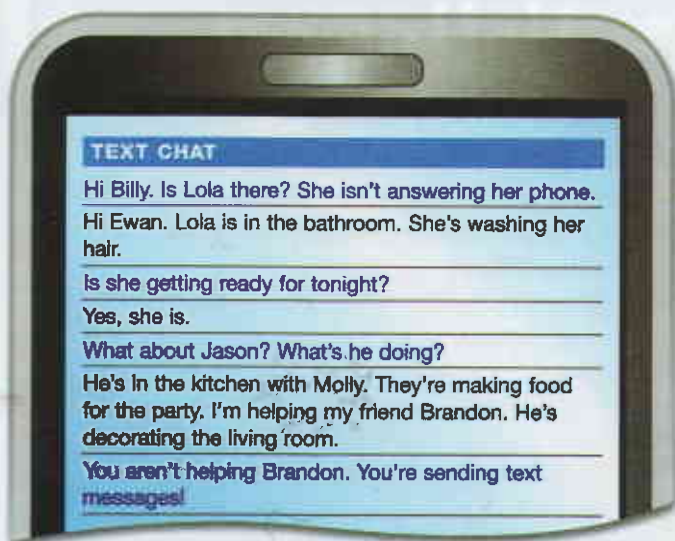 TEXT CHAT
Hi Billy. Is Lola there? She isn't answering her phone.
Hi Ewan. Lola is in the bathroom. She's washing her
hair.
Is she getting ready for tonight?
Yes, she is.
What about Jason? What's he doing?
He's in the kitchen with Molly. They're making food
for the party. I'm helping my friend Brandon. He's
decorating the living room.
You aren't helping Brandon. You're sending text
messages!